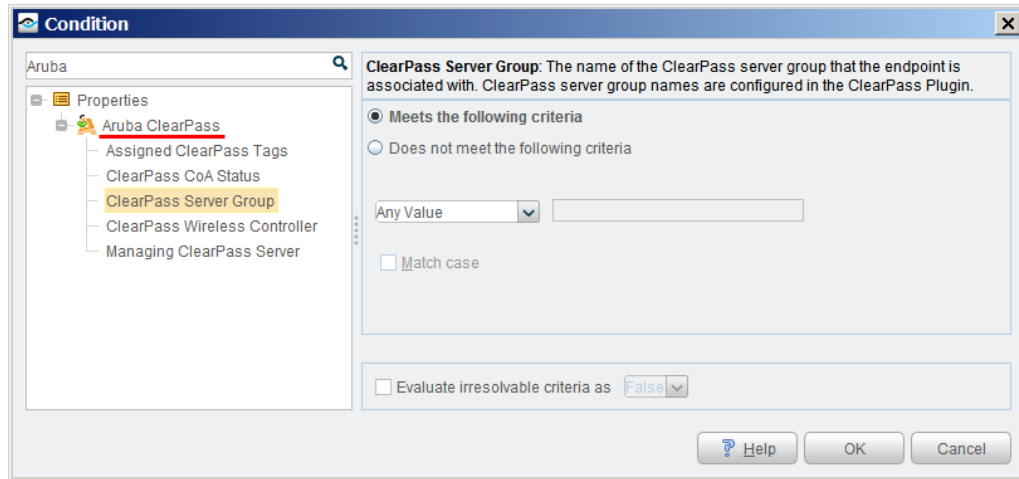 Condition
Aruba
Properties
Aruba ClearPass
Assigned ClearPass Tags
ClearPass CoA Status
ClearPass Server Group
ClearPass Wireless Controller
Managing ClearPass Server
ClearPass Server Group: The name of the ClearPass server group that the endpoint is
associated with. ClearPass server group names are configured in the ClearPass Plugin.
Meets the following criteria
Does not meet the following criteria
Any Value
Match case
Evaluate irresolvable criteria as False
Help OK Cancel